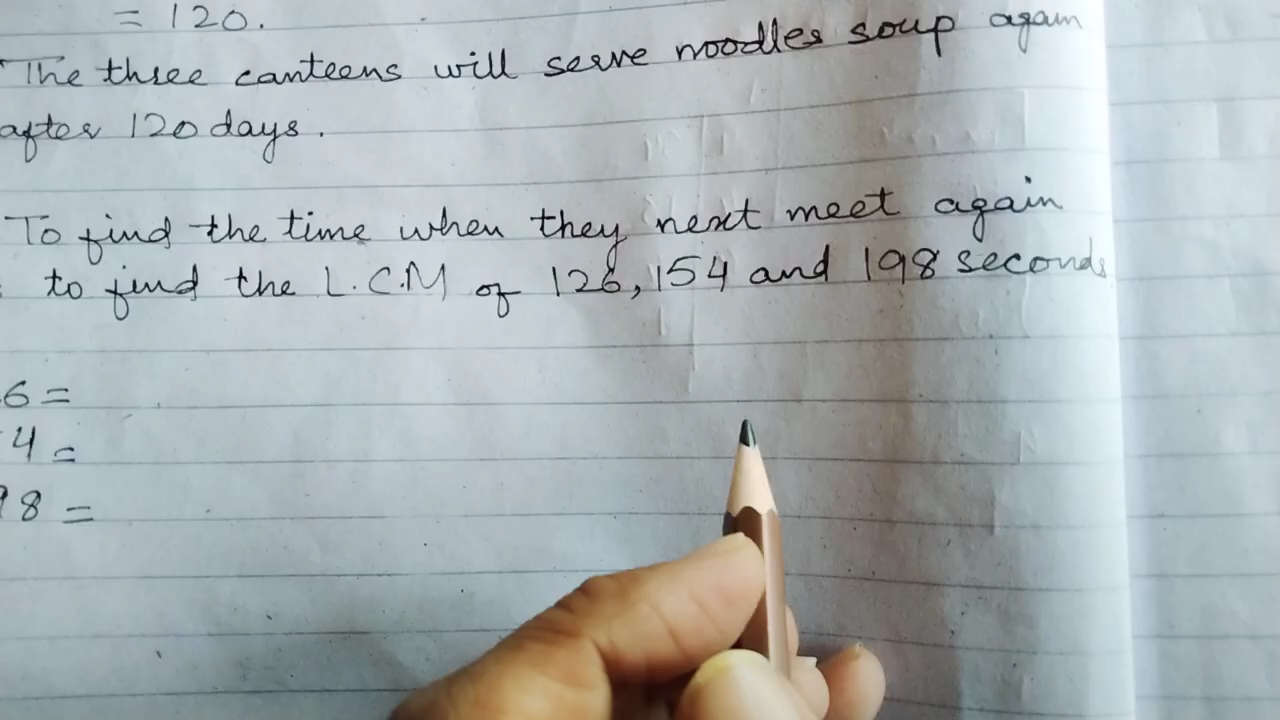 = 120.
The three canteens will serve noodles soup again
after 120 days.
To find the time when they next meet again
to find the L.C.M of 126, 154 and 198 seconds
6 =
4 =
98 =